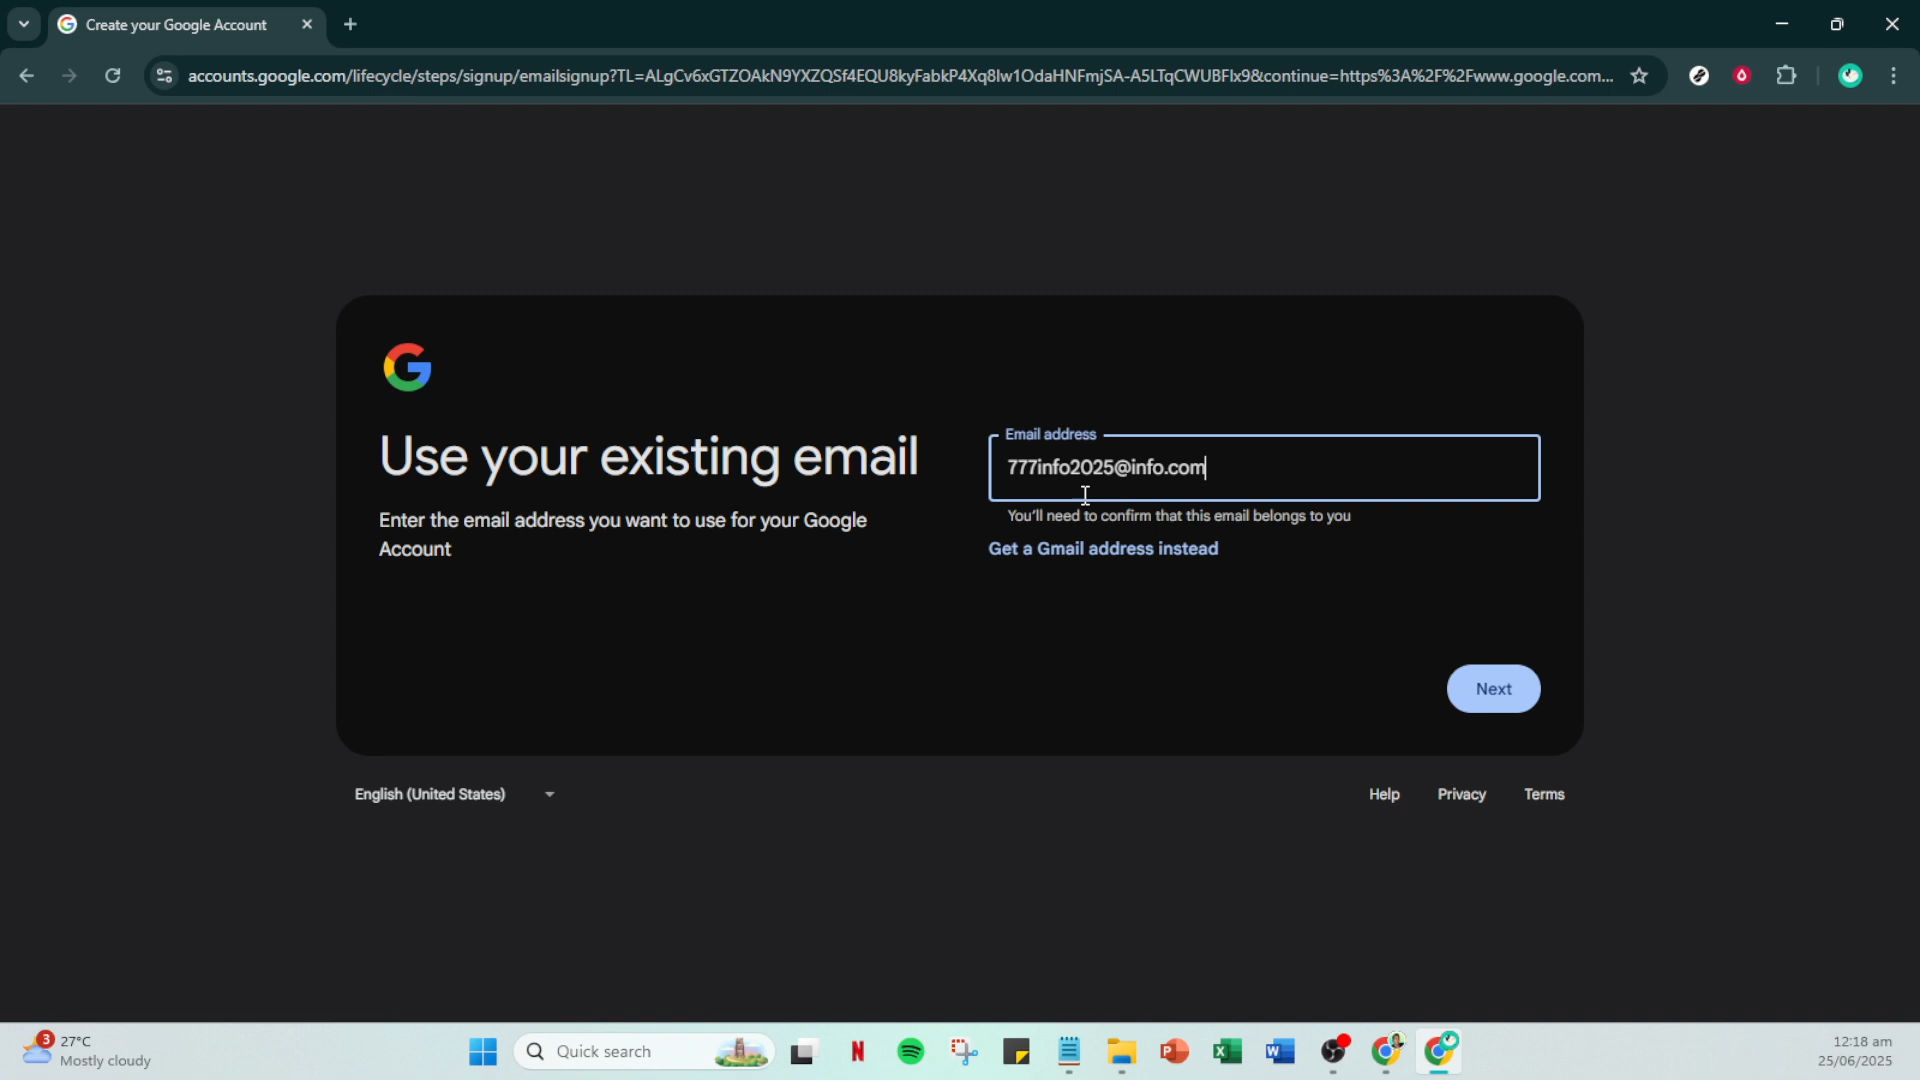 Create your Google Account
accounts.google.com/lifecycle/steps/signup/emailsignup?TL=ALgCv6xGTZOAkN9YXZQSf4EQU8kyFabkP4Xq8lw1OdaHNFmjSA-A5LTqCWUBFlx9&continue=https%3A%2F%2Fwww.google.com...
Use your existing email
Enter the email address you want to use for your Google
Account
Email address
777info2025@info.com
You'll need to confirm that this email belongs to you
Get a Gmail address instead
Next
English (United States)
Help
Privacy
Terms
3
27°C
Mostly cloudy
Quick search
12:18 am
25/06/2025